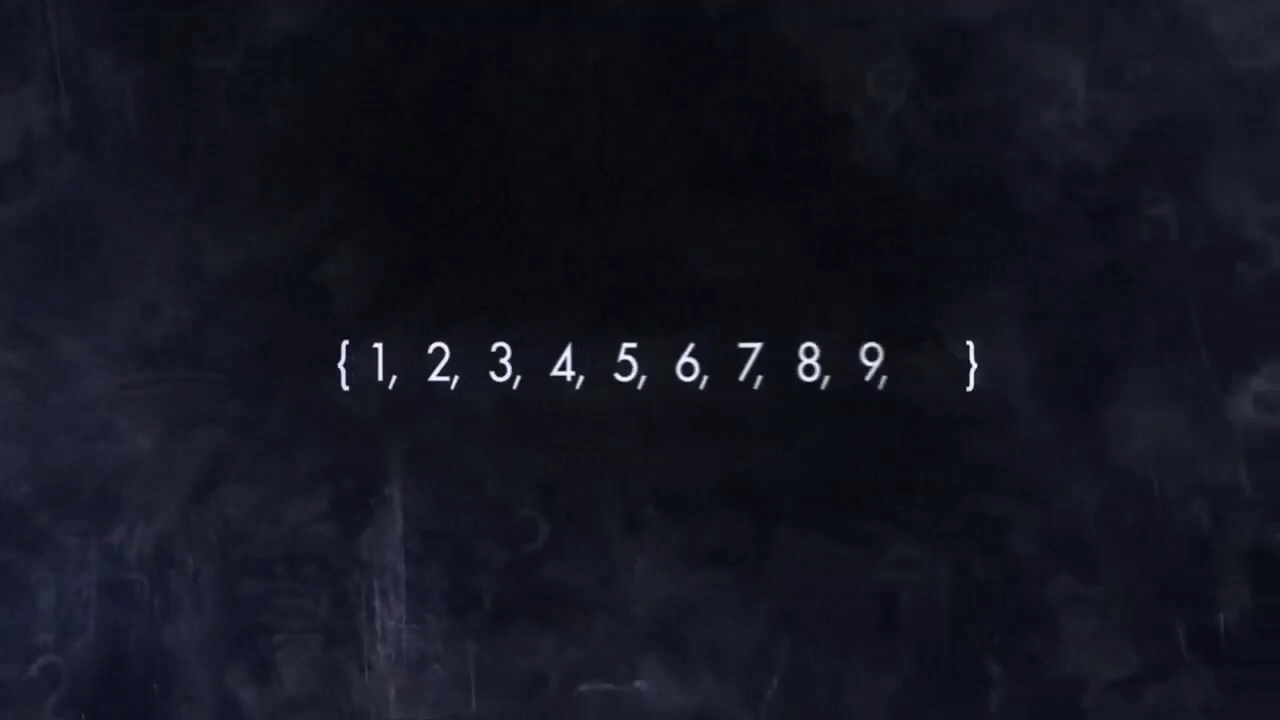 { 1, 2, 3, 4, 5, 6, 7, 8, 9, }